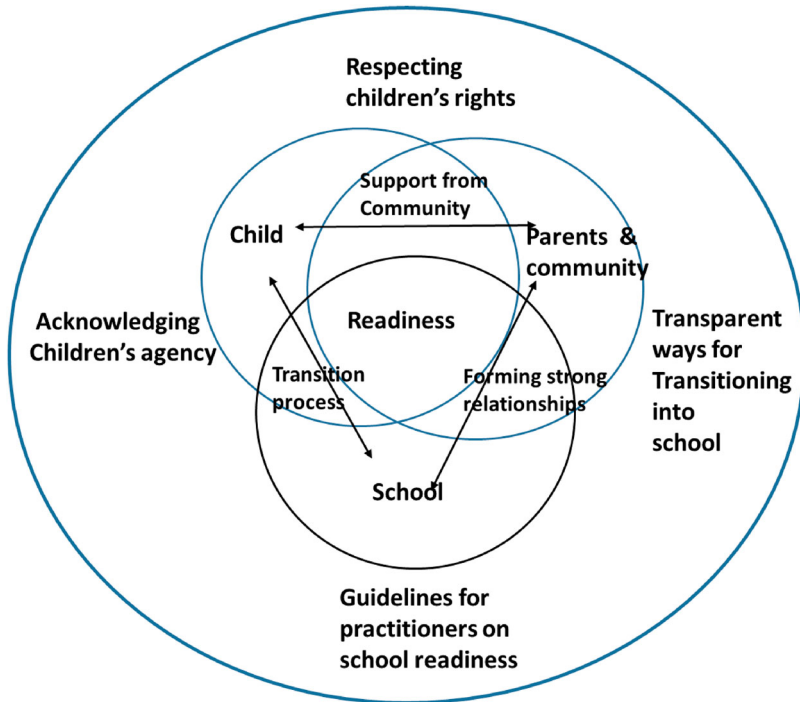 Respecting
children's rights
Support from
Community
Child
Parents & 
community
Readiness
Acknowledging
Children's agency
Transparent
ways for
Transitioning
into
school
Transition
process
Forming strong
relationships
School
Guidelines for
practitioners on
school readiness